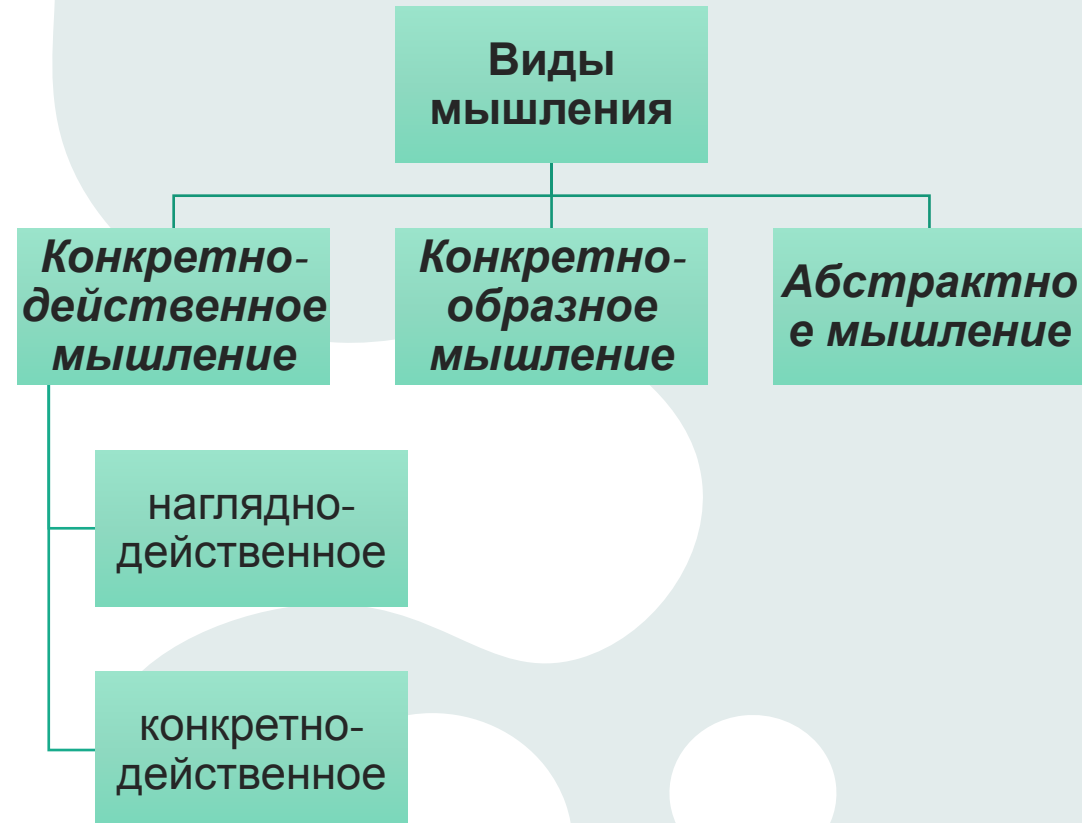 Виды
мышления
Конкретно-
действенное
мышление
Конкретно-
образное
мышление
Абстрактно
е мышление
наглядно-
действенное
конкретно-
действенное